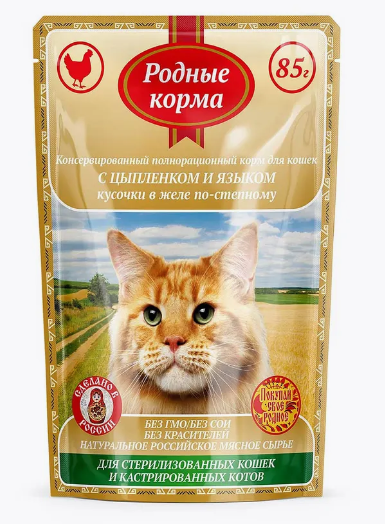 Родные
корма
85г
Консервированный полнорационный корм для кошек
С ЦЫПЛЕНКОМ И ЯЗЫКОМ
кусочки в желе по-степному
СДЕЛАНО В
РОССИИ
ПОКУПАЙ
СВОЕ
РОДНОЕ
БЕЗ ГМО/БЕЗ СОИ
БЕЗ КРАСИТЕЛЕЙ
НАТУРАЛЬНОЕ РОССИЙСКОЕ МЯСНОЕ СЫРЬЕ
ДЛЯ СТЕРИЛИЗОВАННЫХ КОШЕК
И КАСТРИРОВАННЫХ КОТОВ